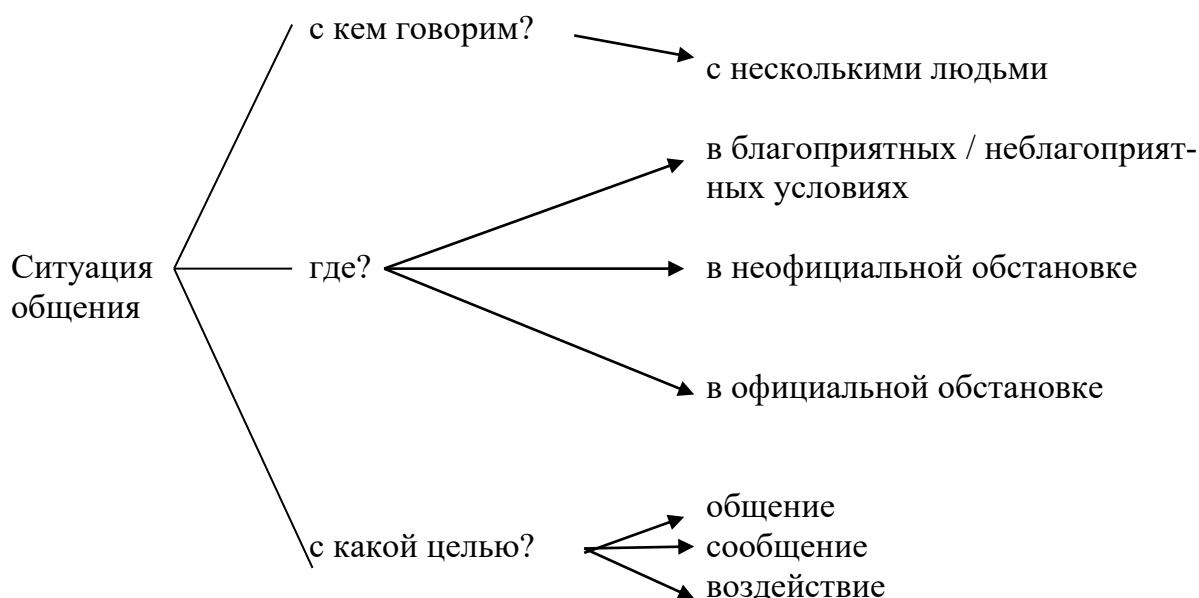 с кем говорим?
с несколькими людьми
в благоприятных / неблагоприят-
ных условиях
Ситуация
общения
где?
в неофициальной обстановке
в официальной обстановке
с какой целью?
общение
сообщение
воздействие